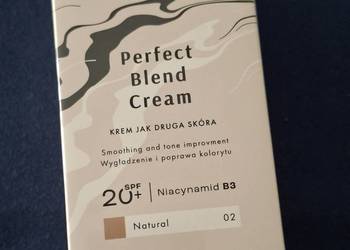 Perfect
Blend
Cream
KREM JAK DRUGA SKÓRA
Smoothing and tone improvment
Wygładzenie i poprawa kolorytu
SPF
20+ | Niacynamid B3
Natural 02